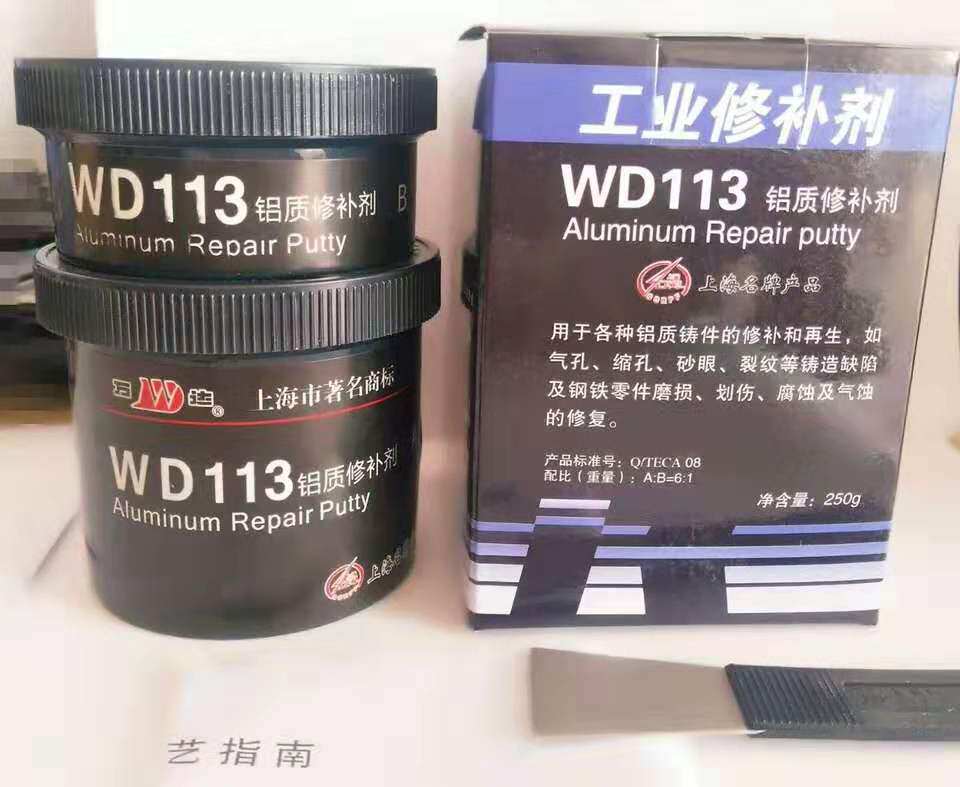 WD113 铝质修补剂 B
Aluminum Repair Putty
万 W 达 ®
上海市著名商标
WD113 铝质修补剂
Aluminum Repair Putty
上海名
工业修补剂
WD113 铝质修补剂
Aluminum Repair putty
上海名牌产品
用于各种铝质铸件的修补和再生，如
气孔、缩孔、砂眼、裂纹等铸造缺陷
及钢铁零件磨损、划伤、腐蚀及气蚀
的修复。
产品标准号：Q/TECA 08
配比（重量）：A:B=6:1
净含量：250g
艺指南